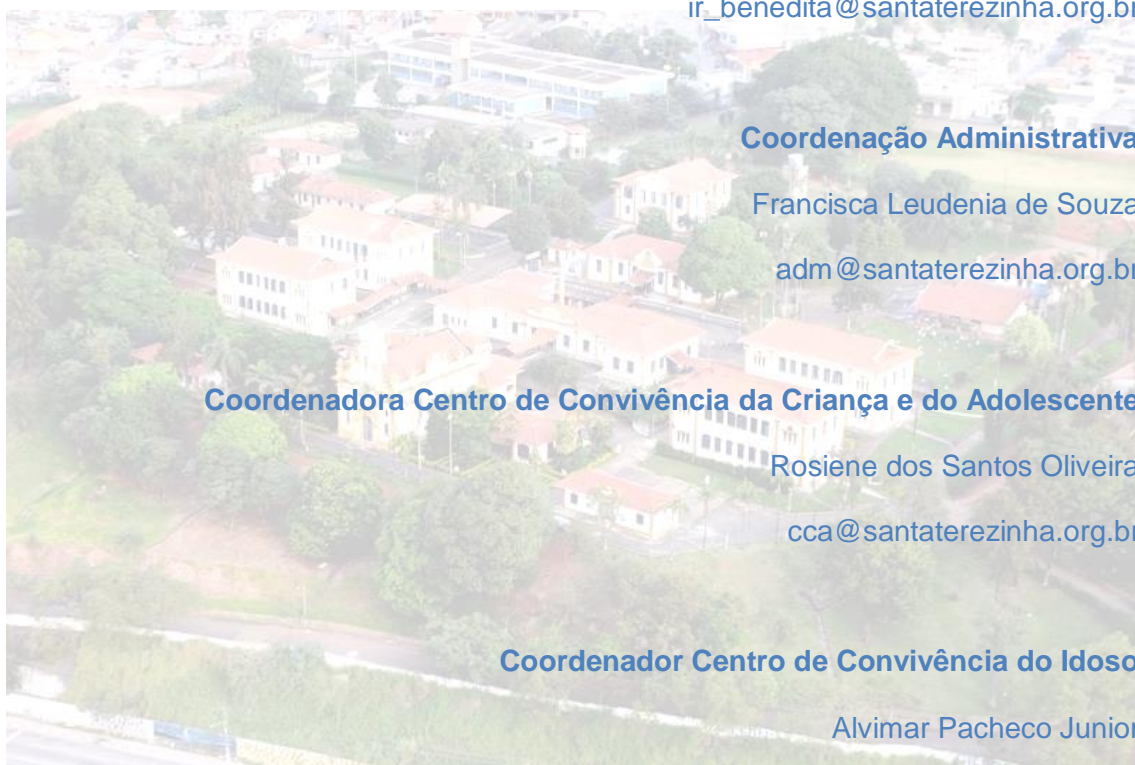 ir_benedita@santaterezinha.org.br
Coordenação Administrativa
Francisca Leudenia de Souza
adm@santaterezinha.org.br
Coordenadora Centro de Convivência da Criança e do Adolescente
Rosiene dos Santos Oliveira
cca@santaterezinha.org.br
Coordenador Centro de Convivência do Idoso
Alvimar Pacheco Junior